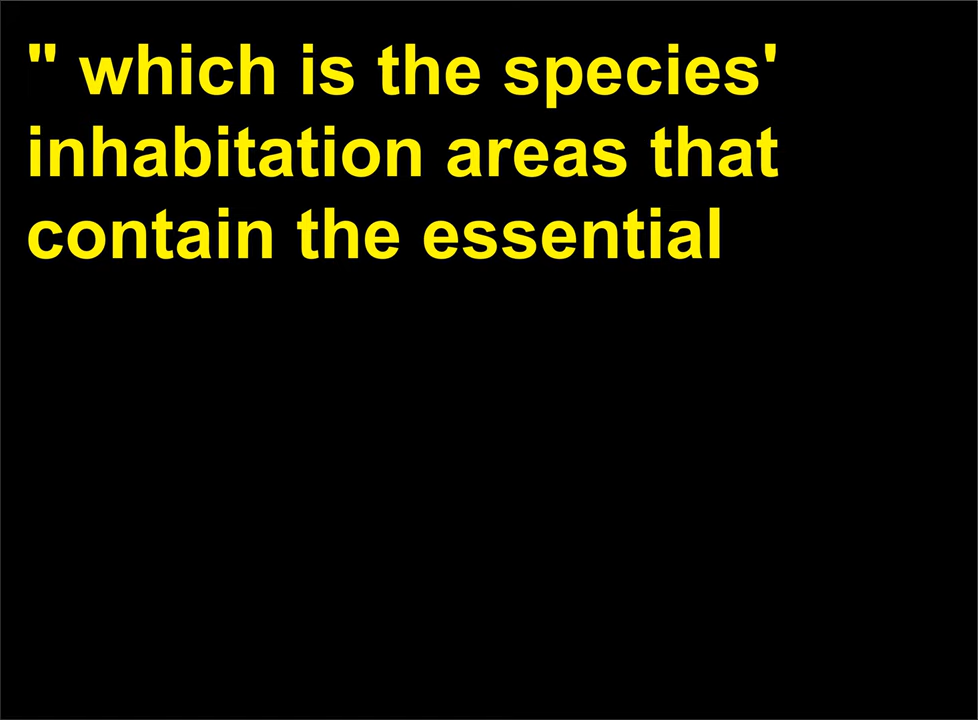 " which is the species'
inhabitation areas that
contain the essential